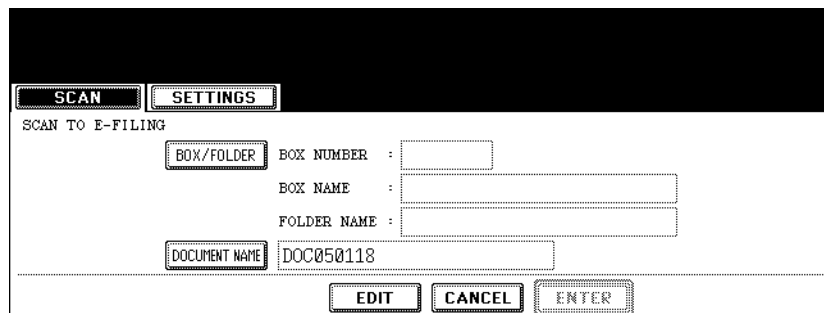 SCAN SETTINGS
SCAN TO E-FILING
BOX/FOLDER BOX NUMBER :
BOX NAME :
FOLDER NAME :
DOCUMENT NAME DOC050118
EDIT CANCEL ENTER